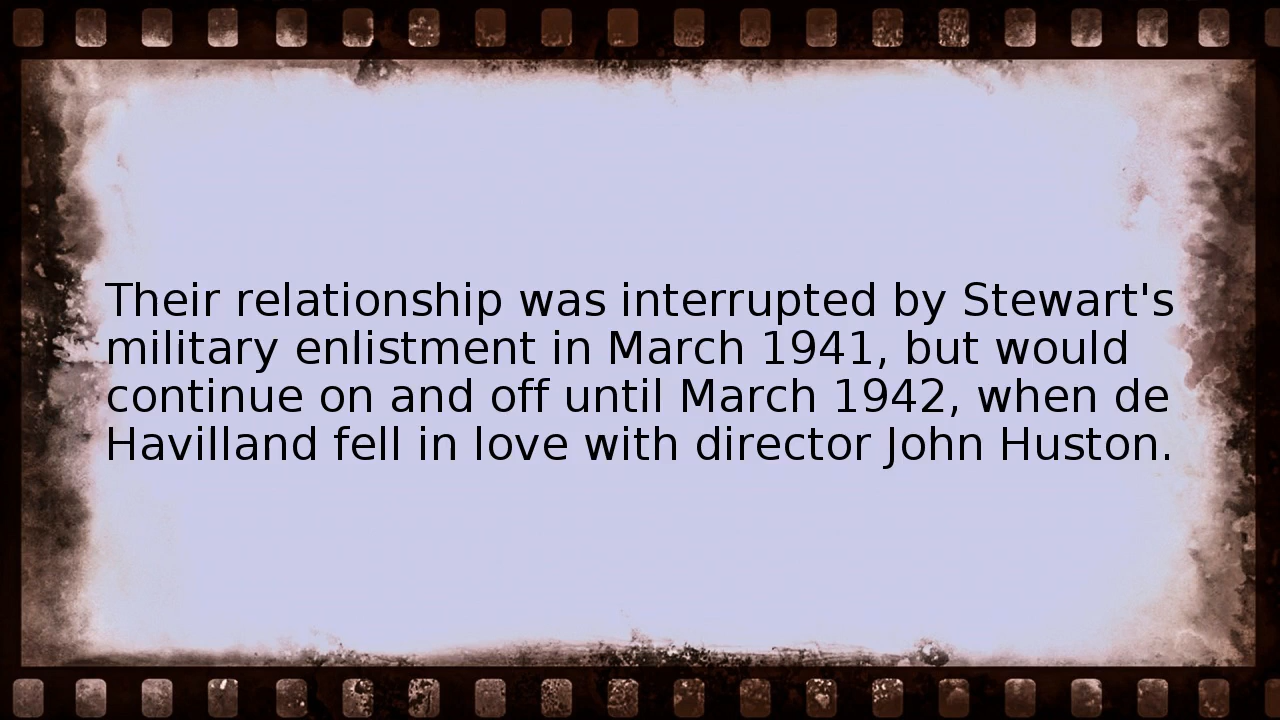 Their relationship was interrupted by Stewart's
military enlistment in March 1941, but would
continue on and off until March 1942, when de
Havilland fell in love with director John Huston.